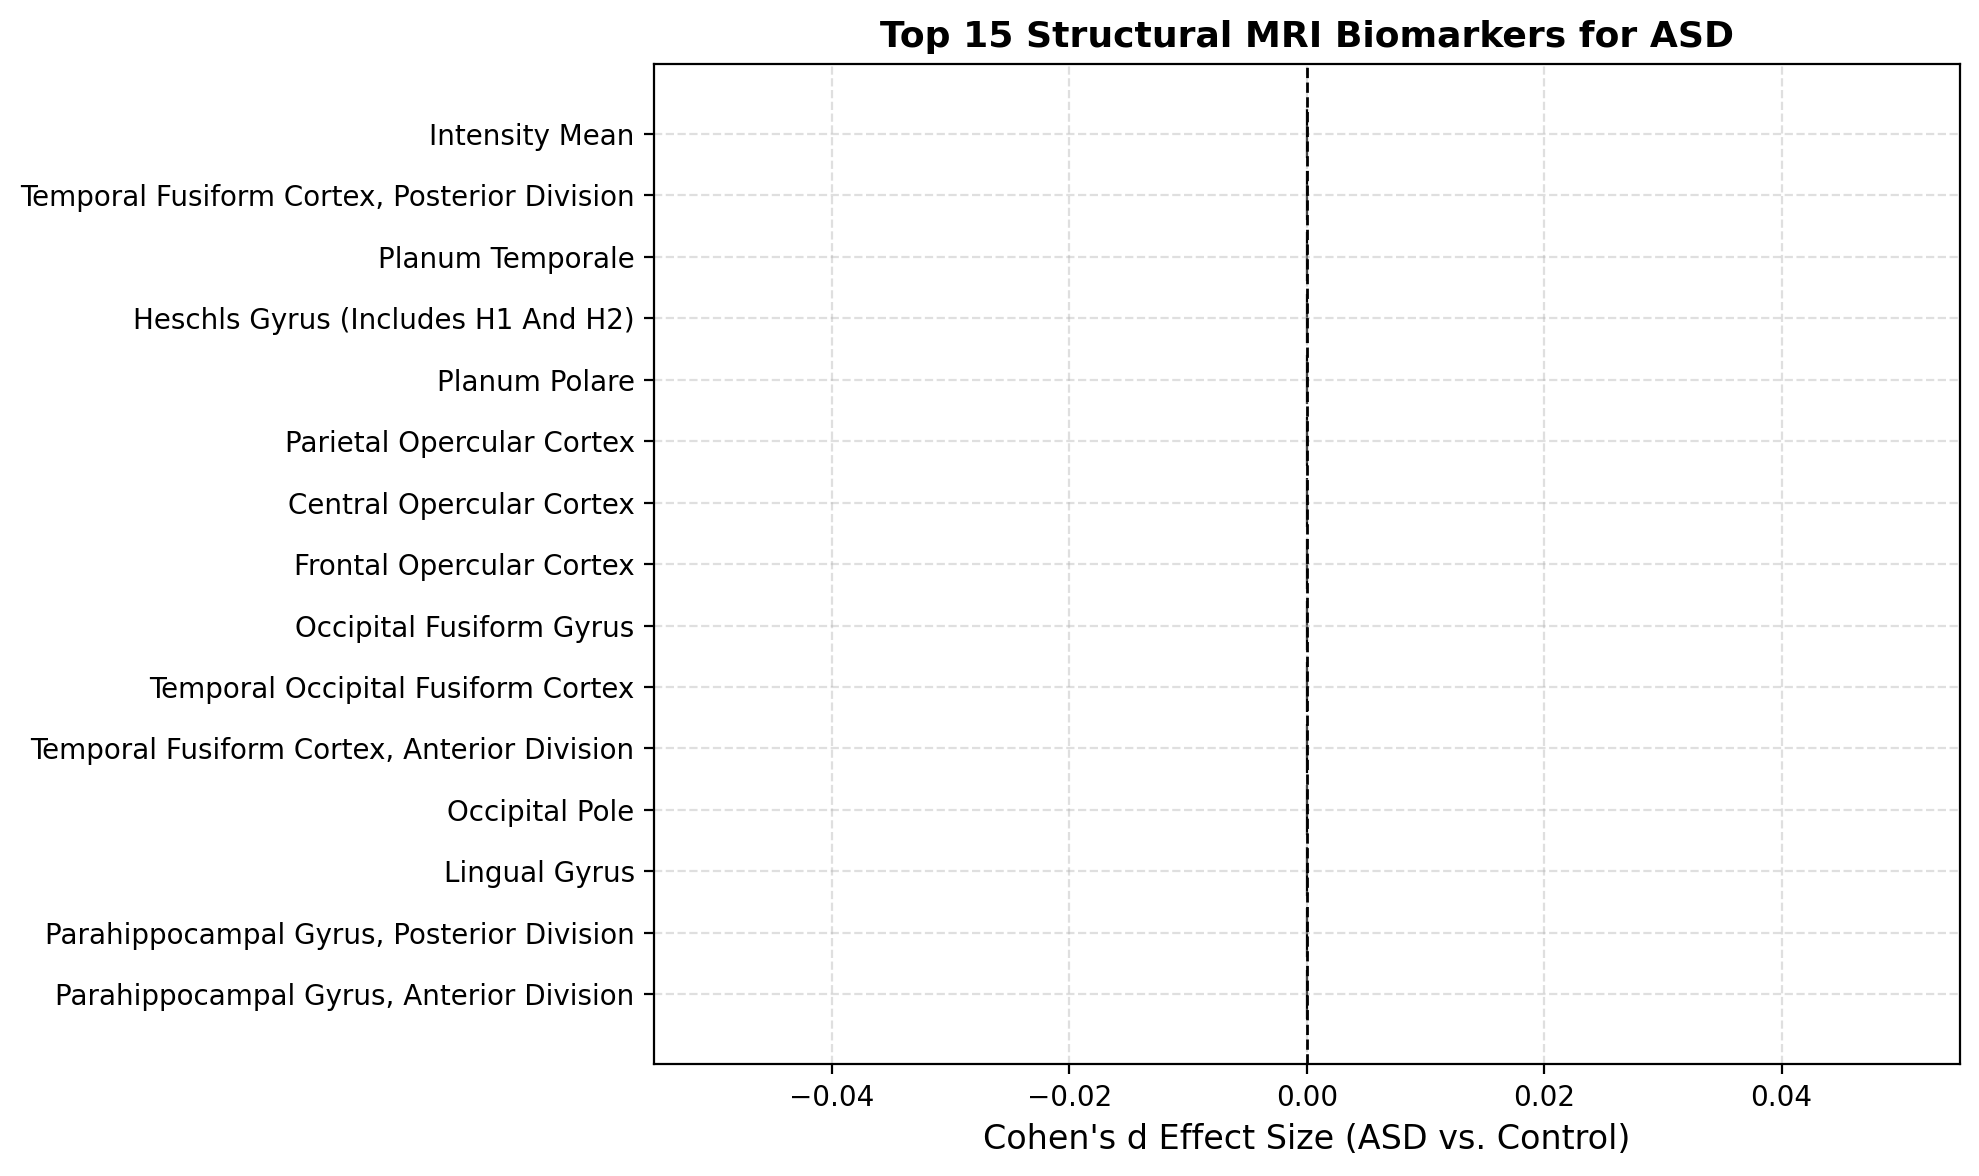 Top 15 Structural MRI Biomarkers for ASD
Intensity Mean
Temporal Fusiform Cortex, Posterior Division
Planum Temporale
Heschls Gyrus (Includes H1 And H2)
Planum Polare
Parietal Opercular Cortex
Central Opercular Cortex
Frontal Opercular Cortex
Occipital Fusiform Gyrus
Temporal Occipital Fusiform Cortex
Temporal Fusiform Cortex, Anterior Division
Occipital Pole
Lingual Gyrus
Parahippocampal Gyrus, Posterior Division
Parahippocampal Gyrus, Anterior Division
−0.04 −0.02 0.00 0.02 0.04
Cohen's d Effect Size (ASD vs. Control)